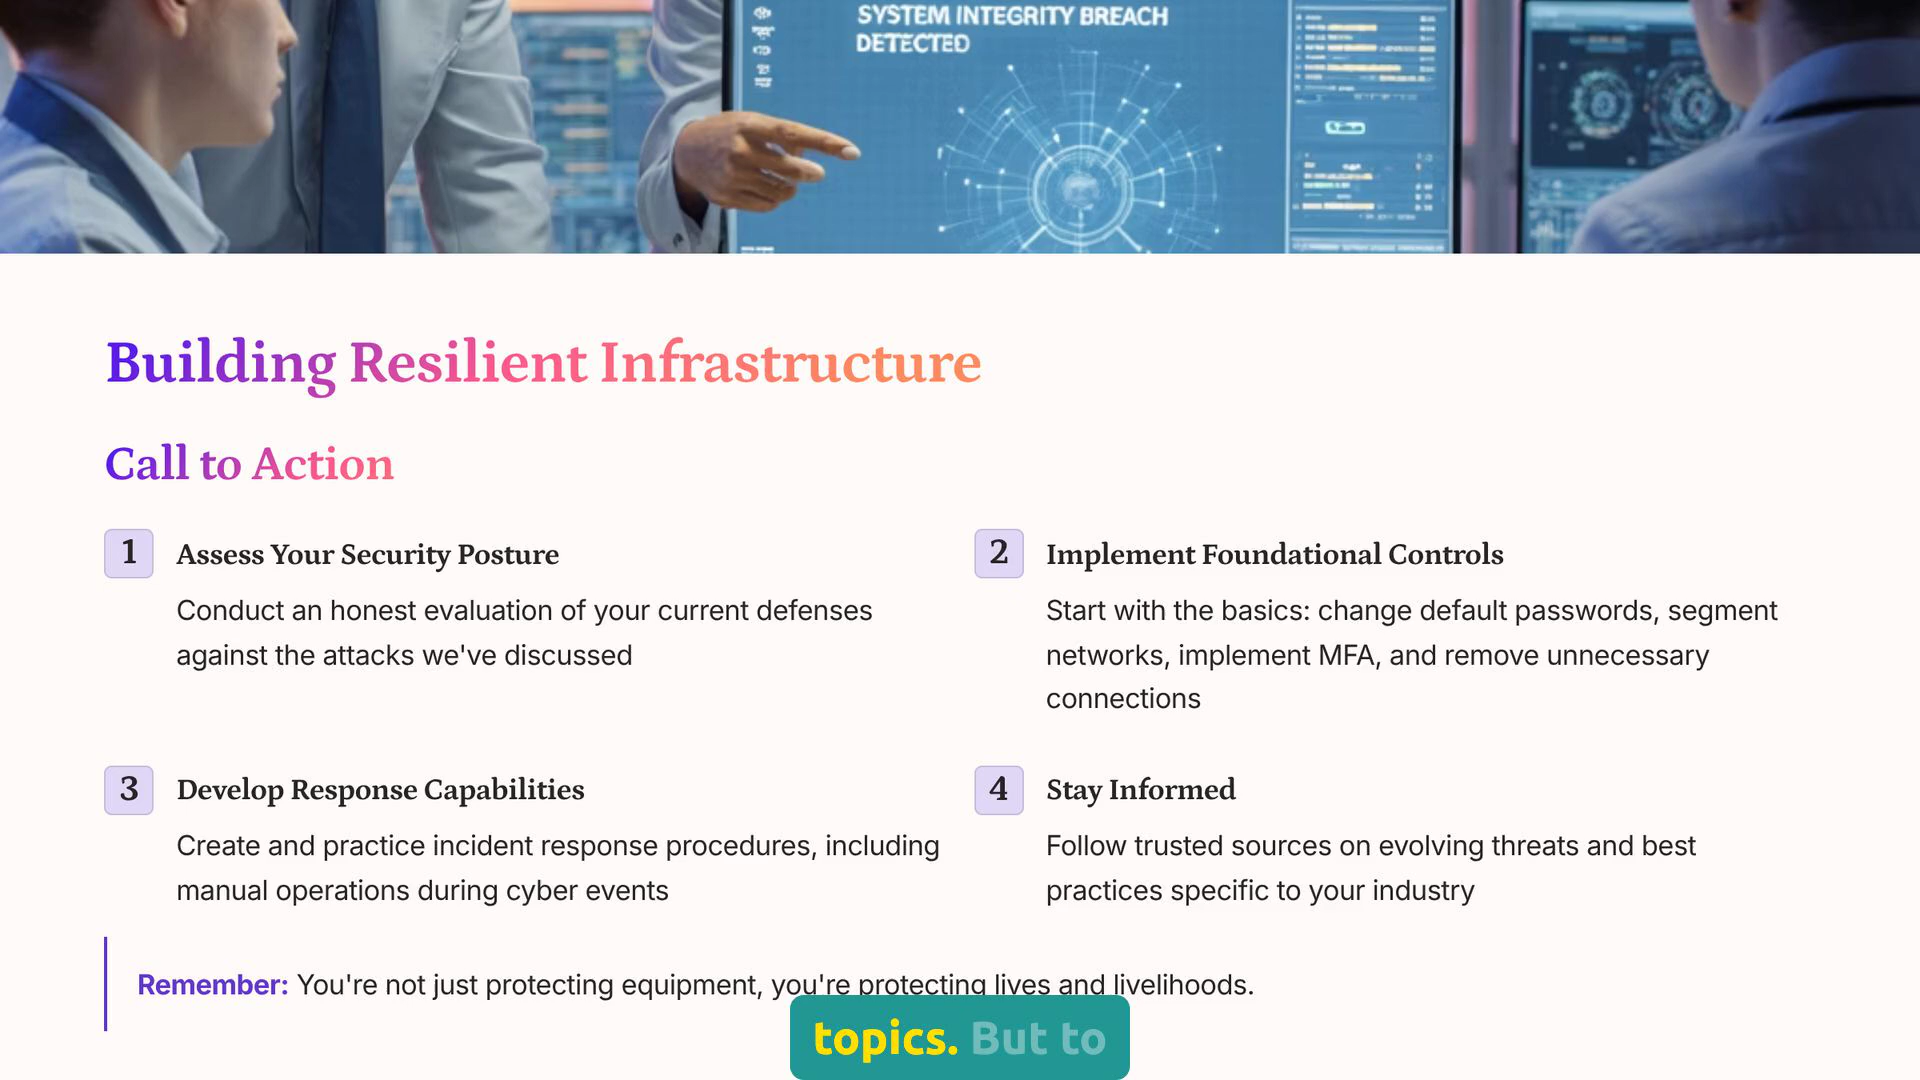 SYSTEM INTEGRITY BREACH
DETECTED
Building Resilient Infrastructure
Call to Action
1
Assess Your Security Posture
Conduct an honest evaluation of your current defenses
against the attacks we've discussed
2
Implement Foundational Controls
Start with the basics: change default passwords, segment
networks, implement MFA, and remove unnecessary
connections
3
Develop Response Capabilities
Create and practice incident response procedures, including
manual operations during cyber events
4
Stay Informed
Follow trusted sources on evolving threats and best
practices specific to your industry
Remember: You're not just protecting equipment, you're protecting lives and livelihoods.
topics. But to